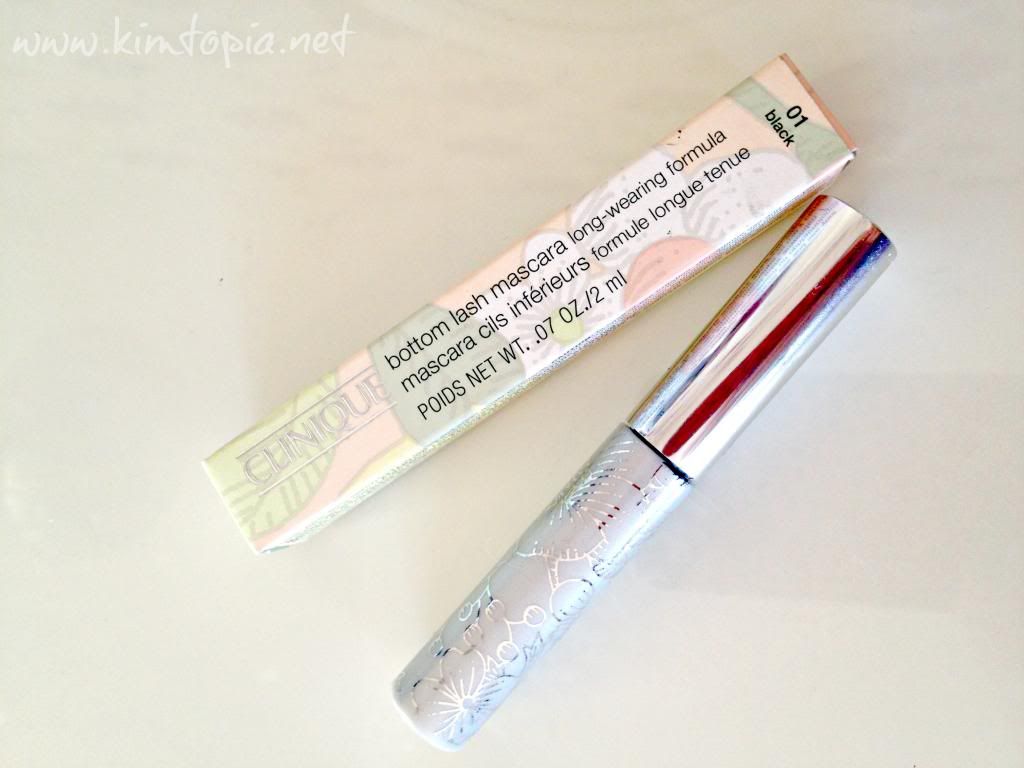 www.kimtopia.net
01
black
bottom lash mascara long-wearing formula
mascara cils inférieurs formule longue tenue
POIDS NET WT. .07 OZ./2 ml
CLINIQUE